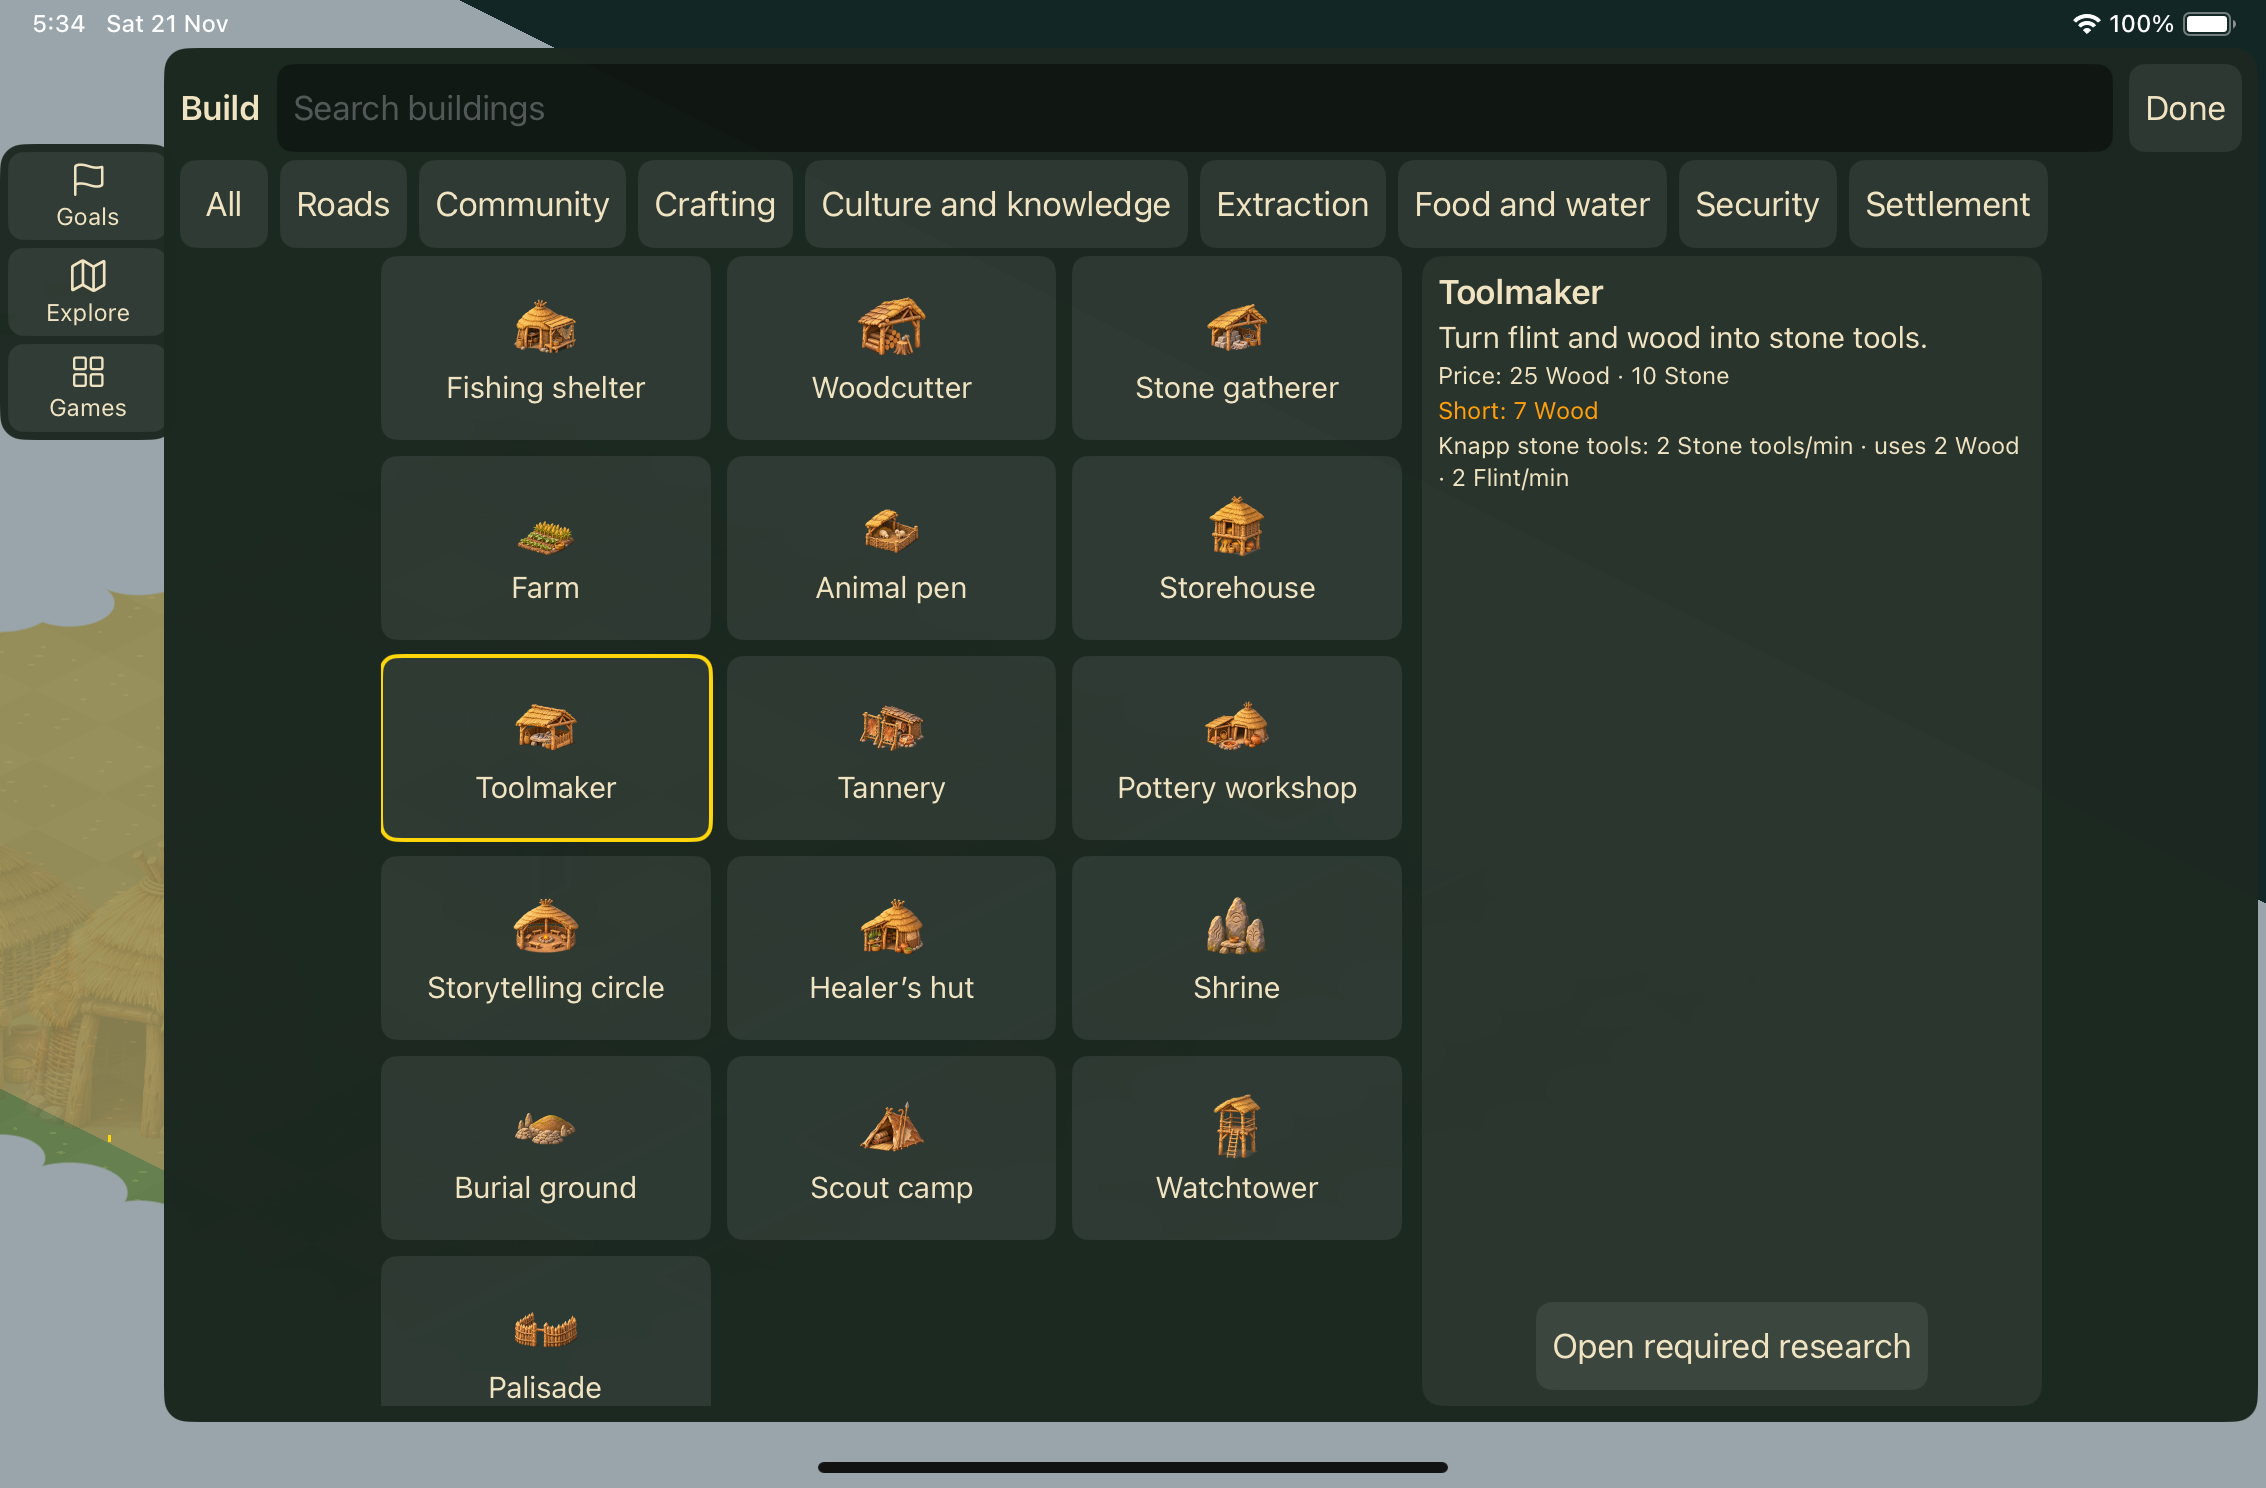 5:34 Sat 21 Nov
100%
Build
Search buildings
Done
Goals
Explore
Games
All
Roads
Community
Crafting
Culture and knowledge
Extraction
Food and water
Security
Settlement
Fishing shelter
Woodcutter
Stone gatherer
Farm
Animal pen
Storehouse
Toolmaker
Tannery
Pottery workshop
Storytelling circle
Healer’s hut
Shrine
Burial ground
Scout camp
Watchtower
Palisade
Toolmaker
Turn flint and wood into stone tools.
Price: 25 Wood · 10 Stone
Short: 7 Wood
Knapp stone tools: 2 Stone tools/min · uses 2 Wood
· 2 Flint/min
Open required research